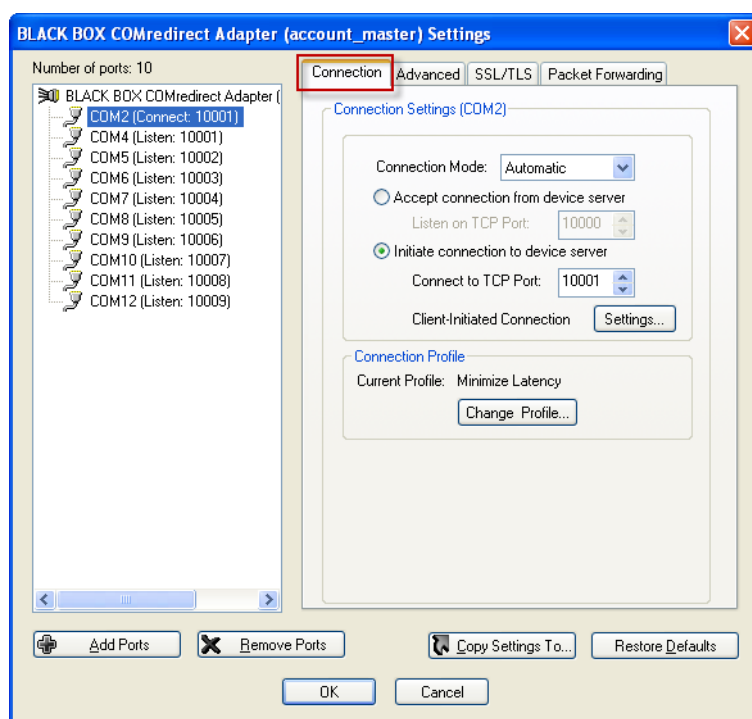 BLACK BOX COMredirect Adapter (account_master) Settings
Number of ports: 10
BLACK BOX COMredirect Adapter (
COM2 (Connect: 10001)
COM4 (Listen: 10001)
COM5 (Listen: 10002)
COM6 (Listen: 10003)
COM7 (Listen: 10004)
COM8 (Listen: 10005)
COM9 (Listen: 10006)
COM10 (Listen: 10007)
COM11 (Listen: 10008)
COM12 (Listen: 10009)
Connection Advanced SSL/TLS Packet Forwarding
Connection Settings (COM2)
Connection Mode: Automatic
Accept connection from device server
Listen on TCP Port: 10000
Initiate connection to device server
Connect to TCP Port: 10001
Client-Initiated Connection Settings...
Connection Profile
Current Profile: Minimize Latency
Change Profile...
Add Ports Remove Ports Copy Settings To... Restore Defaults
OK Cancel